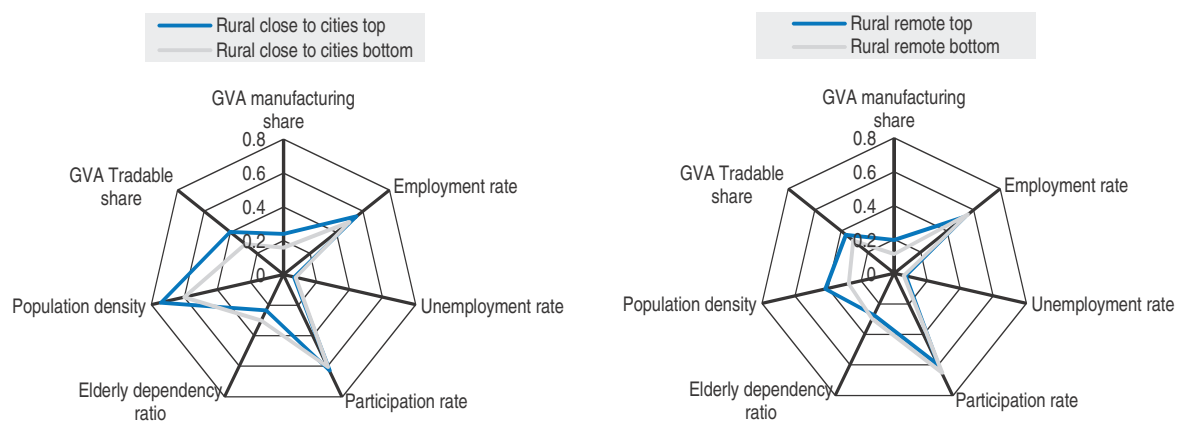 Rural close to cities top
Rural close to cities bottom
GVA manufacturing
share
0.8
0.6
0.4
0.2
0
GVA Tradable
share
Employment rate
Population density
Unemployment rate
Elderly dependency
ratio
Participation rate
Rural remote top
Rural remote bottom
GVA manufacturing
share
0.8
0.6
0.4
0.2
0
GVA Tradable
share
Employment rate
Population density
Unemployment rate
Elderly dependency
ratio
Participation rate